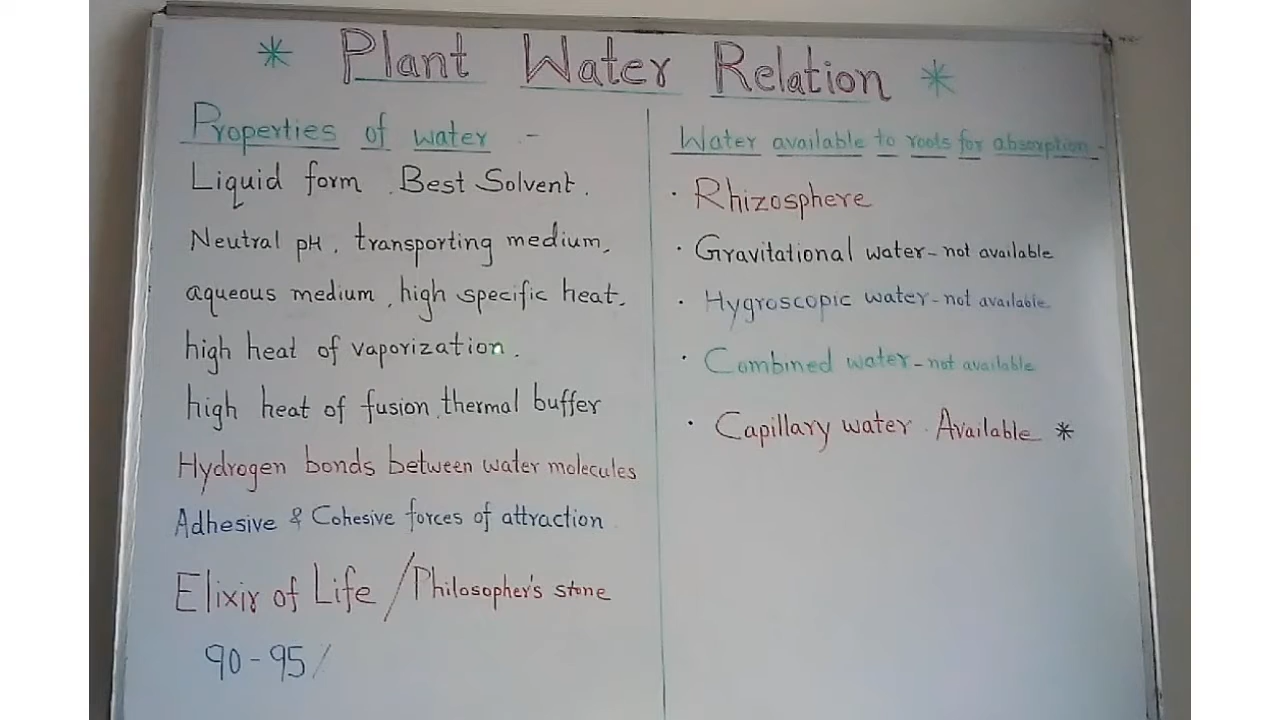 * Plant Water Relation *
Properties of water :-
Liquid form . Best Solvent .
Neutral pH , transporting medium,
aqueous medium , high specific heat,
high heat of vaporization .
high heat of fusion, thermal buffer
Hydrogen bonds between water molecules
Adhesive & Cohesive forces of attraction
Elixir of Life / Philosopher's stone
90 - 95 /
Water available to roots for absorption -
· Rhizosphere
· Gravitational water - not available
· Hygroscopic water - not available
· Combined water - not available
· Capillary water . Available *